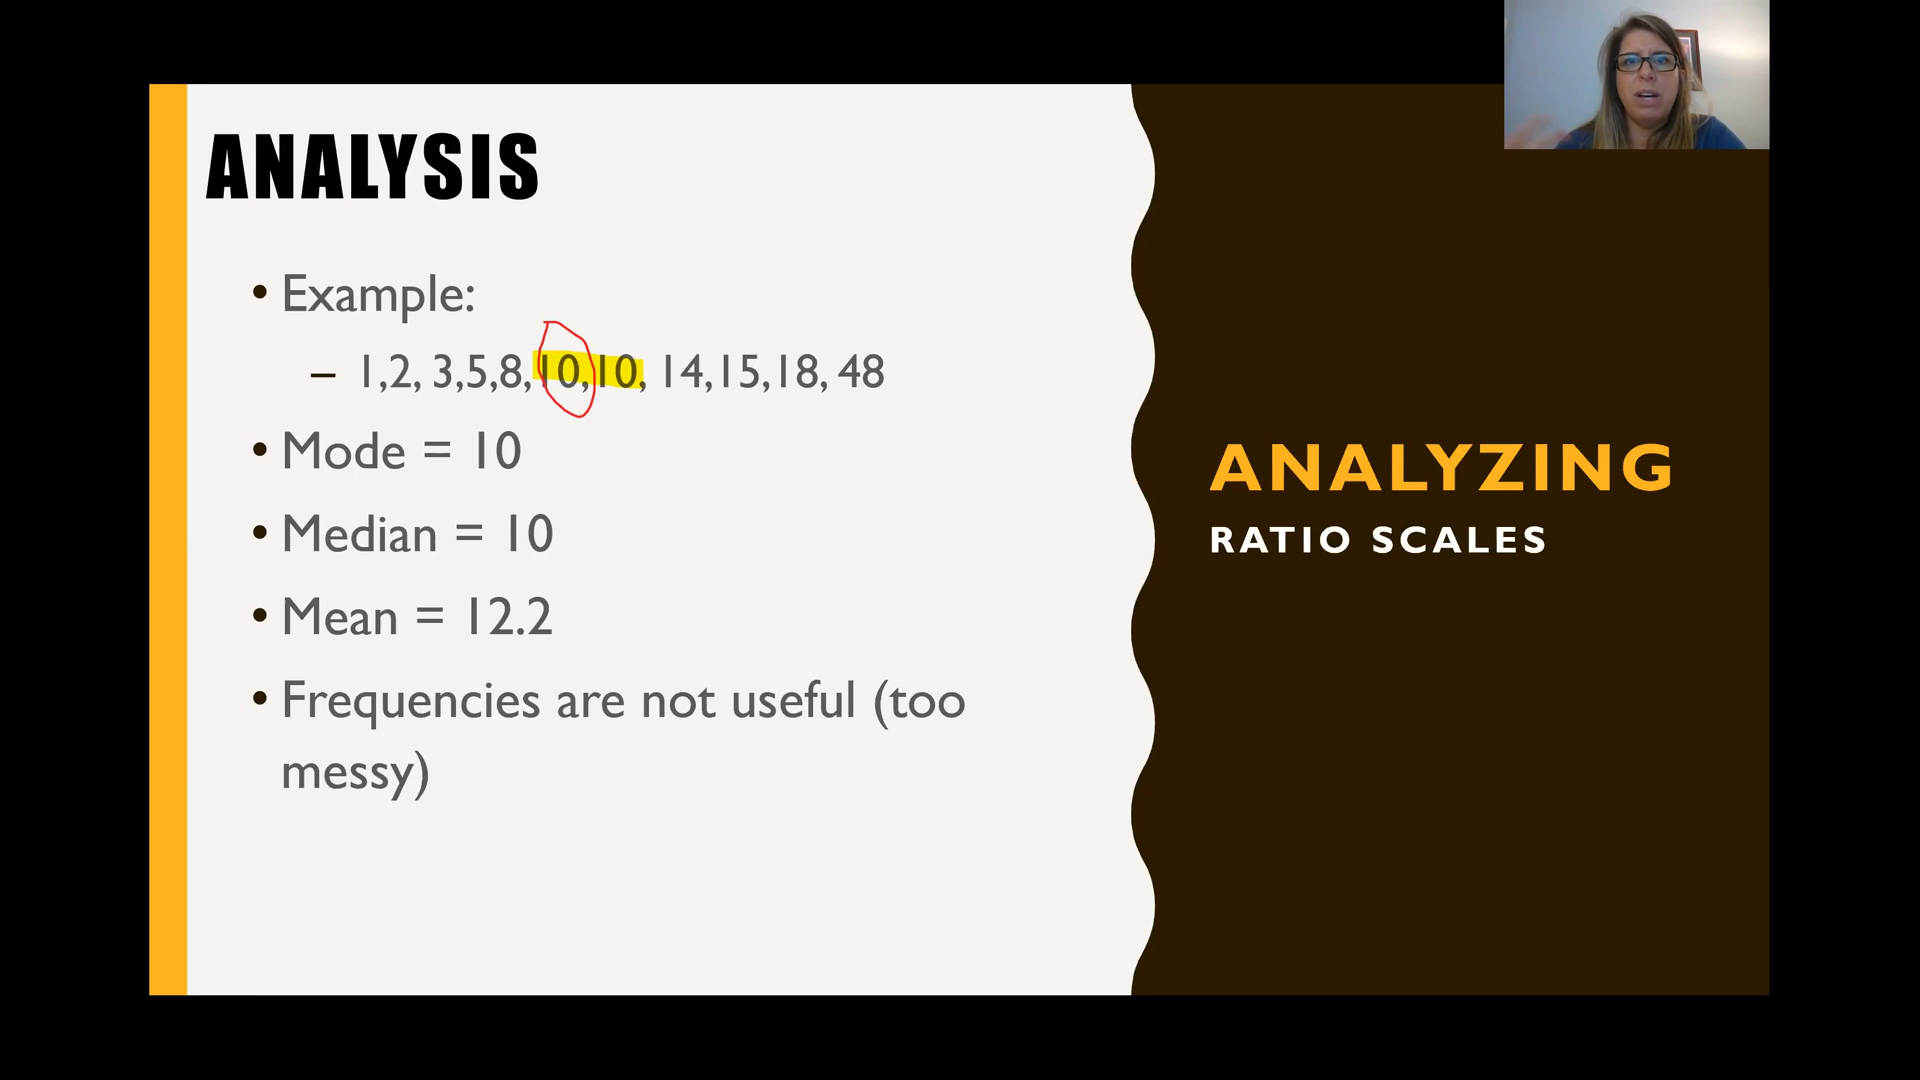 ANALYSIS
• Example:
– 1,2, 3,5,8,10,10, 14,15,18, 48
• Mode = 10
• Median = 10
• Mean = 12.2
• Frequencies are not useful (too
messy)
ANALYZING
RATIO SCALES